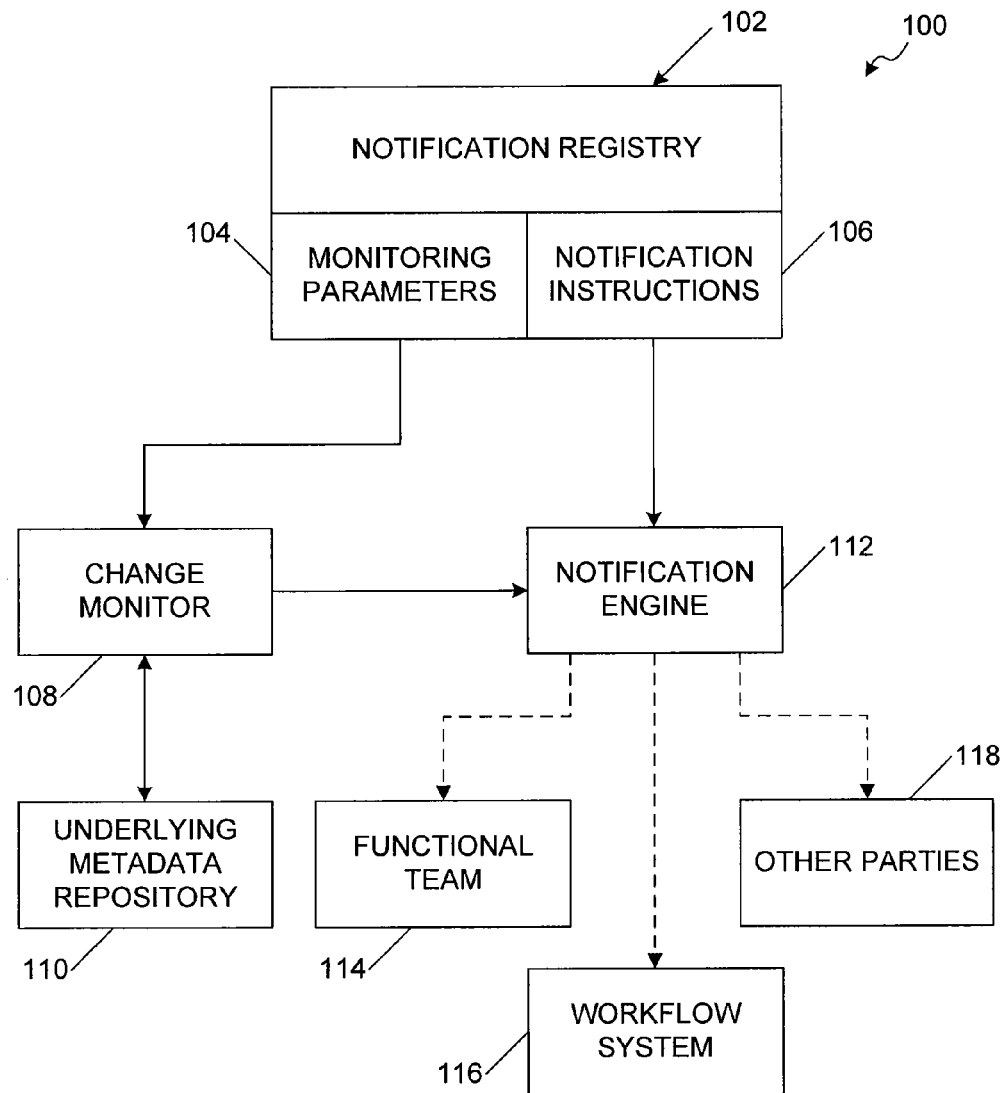 102
100
NOTIFICATION REGISTRY
104
MONITORING
PARAMETERS
NOTIFICATION
INSTRUCTIONS
106
CHANGE
MONITOR
108
NOTIFICATION
ENGINE
112
UNDERLYING
METADATA
REPOSITORY
110
FUNCTIONAL
TEAM
114
118
OTHER PARTIES
WORKFLOW
SYSTEM
116